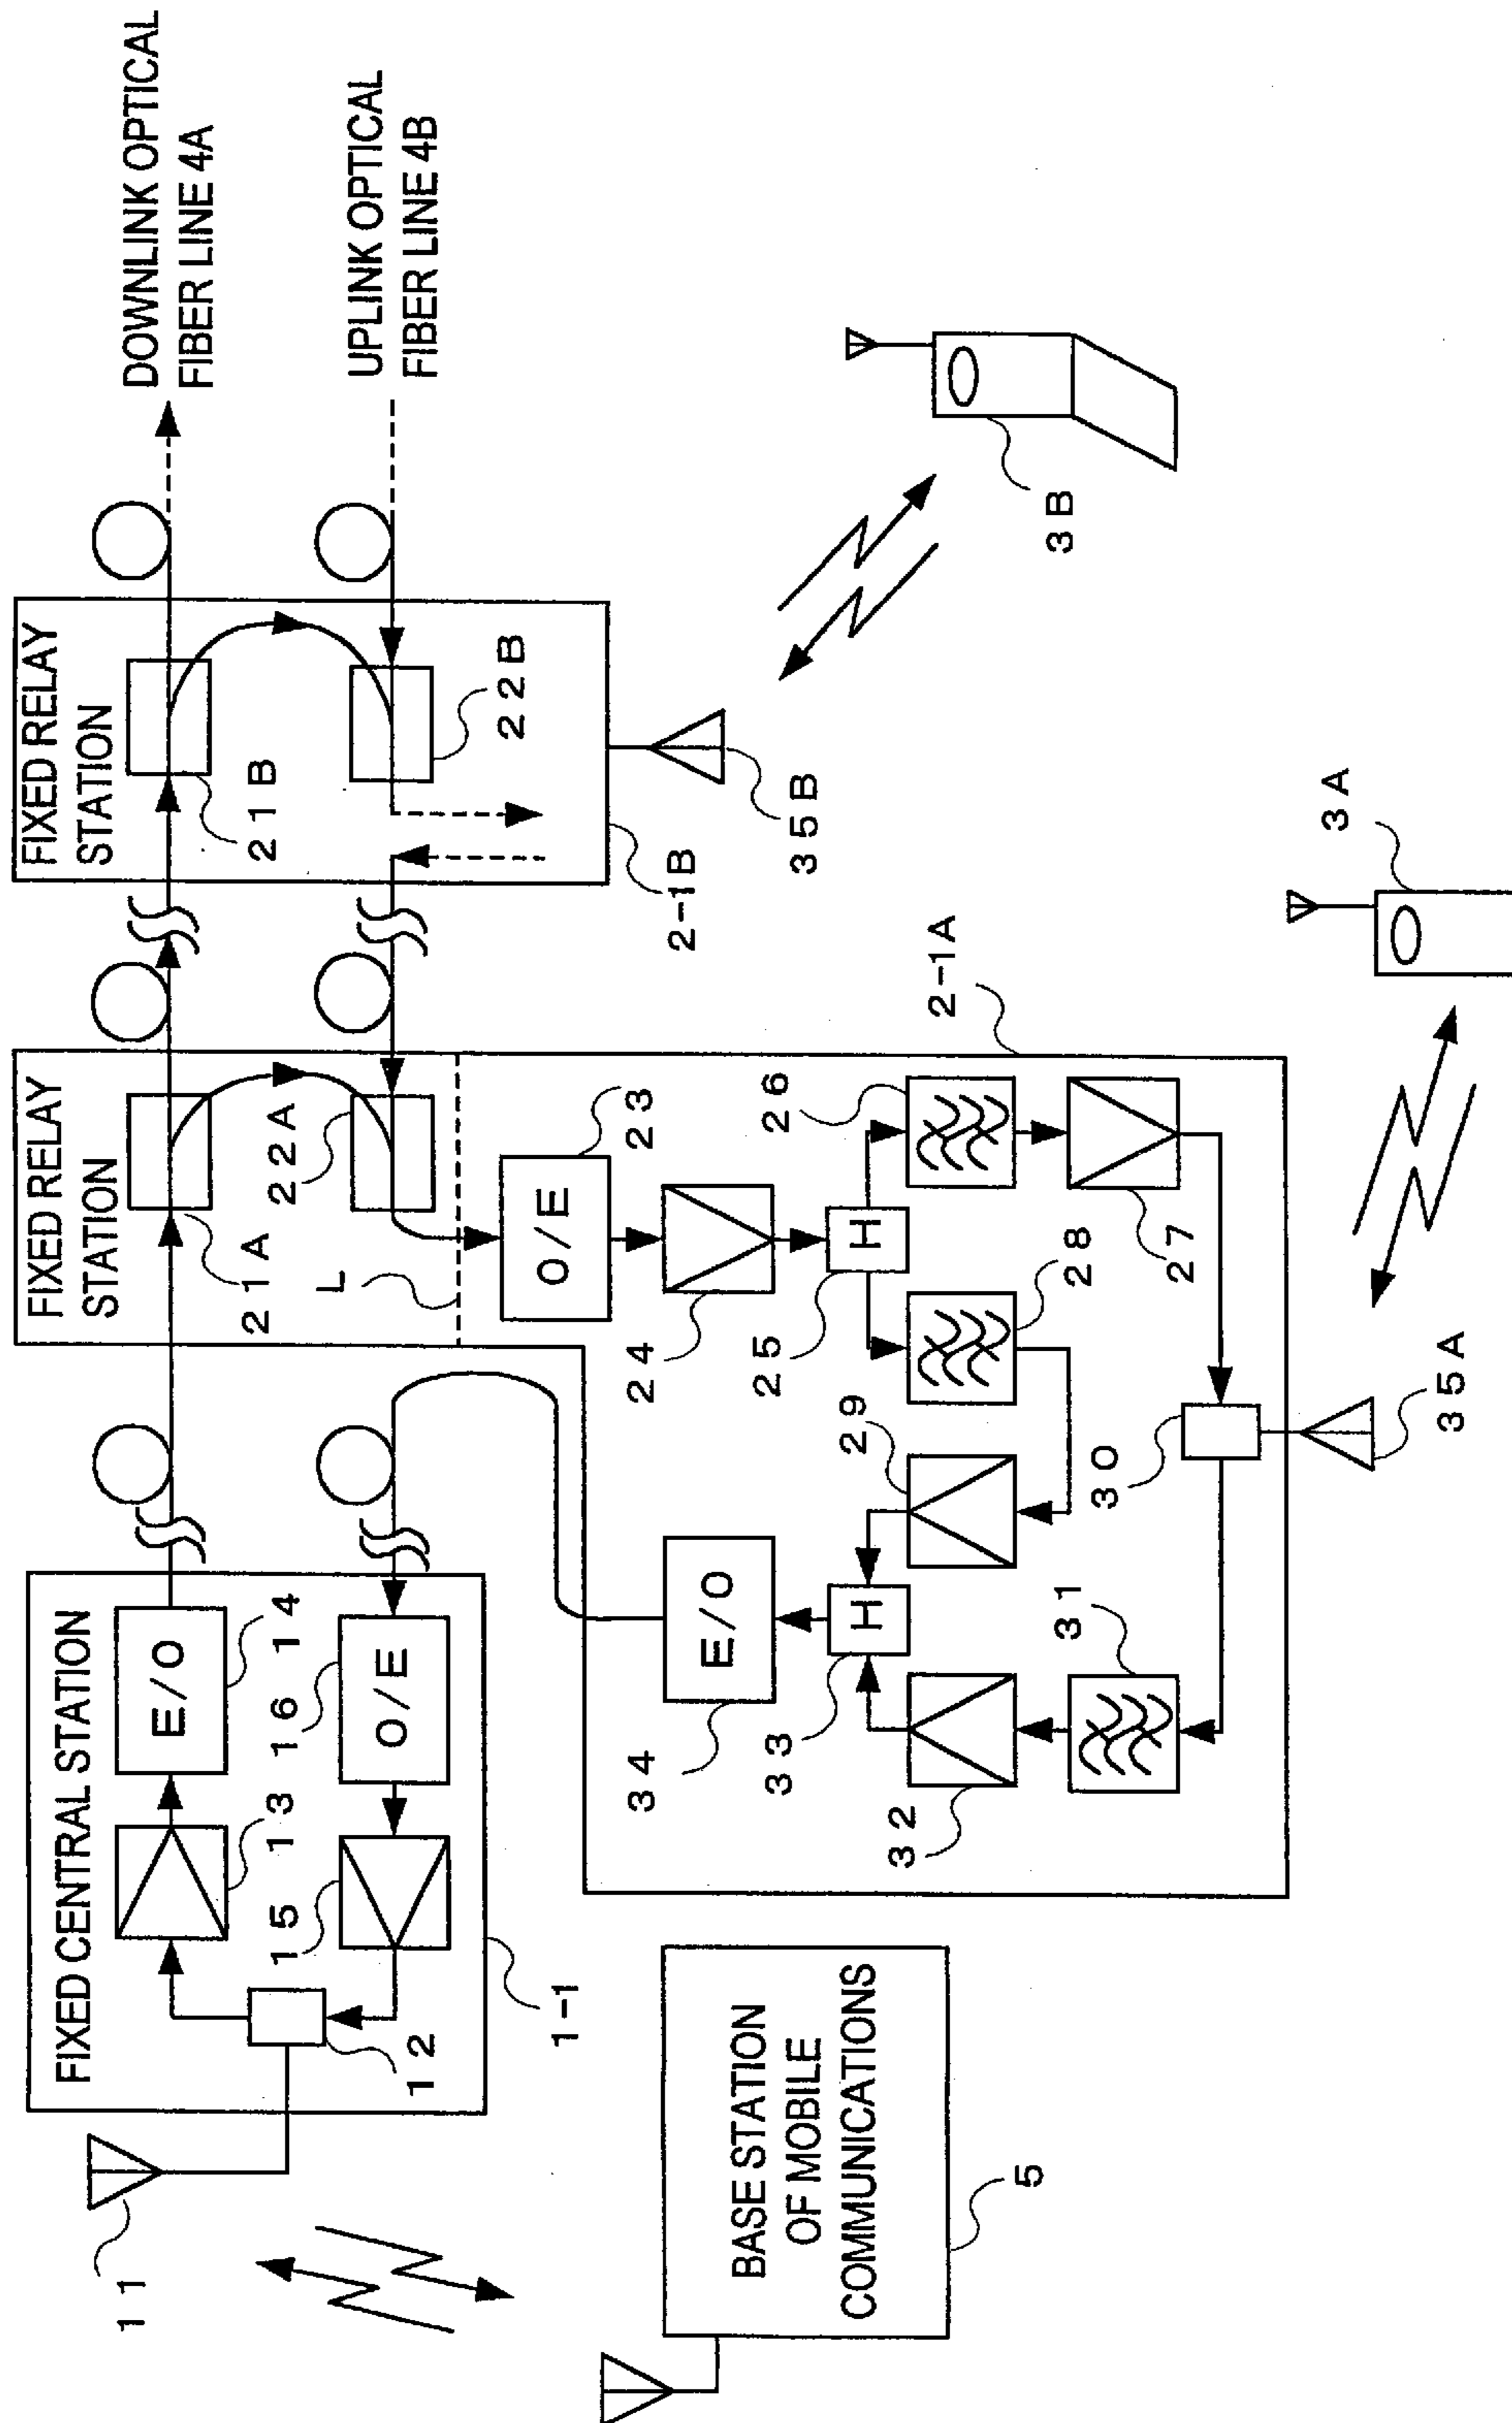 DOWNLINK OPTICAL
FIBER LINE 4A
UPLINK OPTICAL
FIBER LINE 4B
FIXED CENTRAL STATION
E/O
O/E
11
12
13
14
15
16
1-1
FIXED RELAY
STATION
21A
22A
L
O/E
23
24
H
25
26
27
28
29
30
31
32
H
33
E/O
34
35A
2-1A
FIXED RELAY
STATION
21B
22B
2-1B
35B
3B
3A
BASE STATION
OF MOBILE
COMMUNICATIONS
5